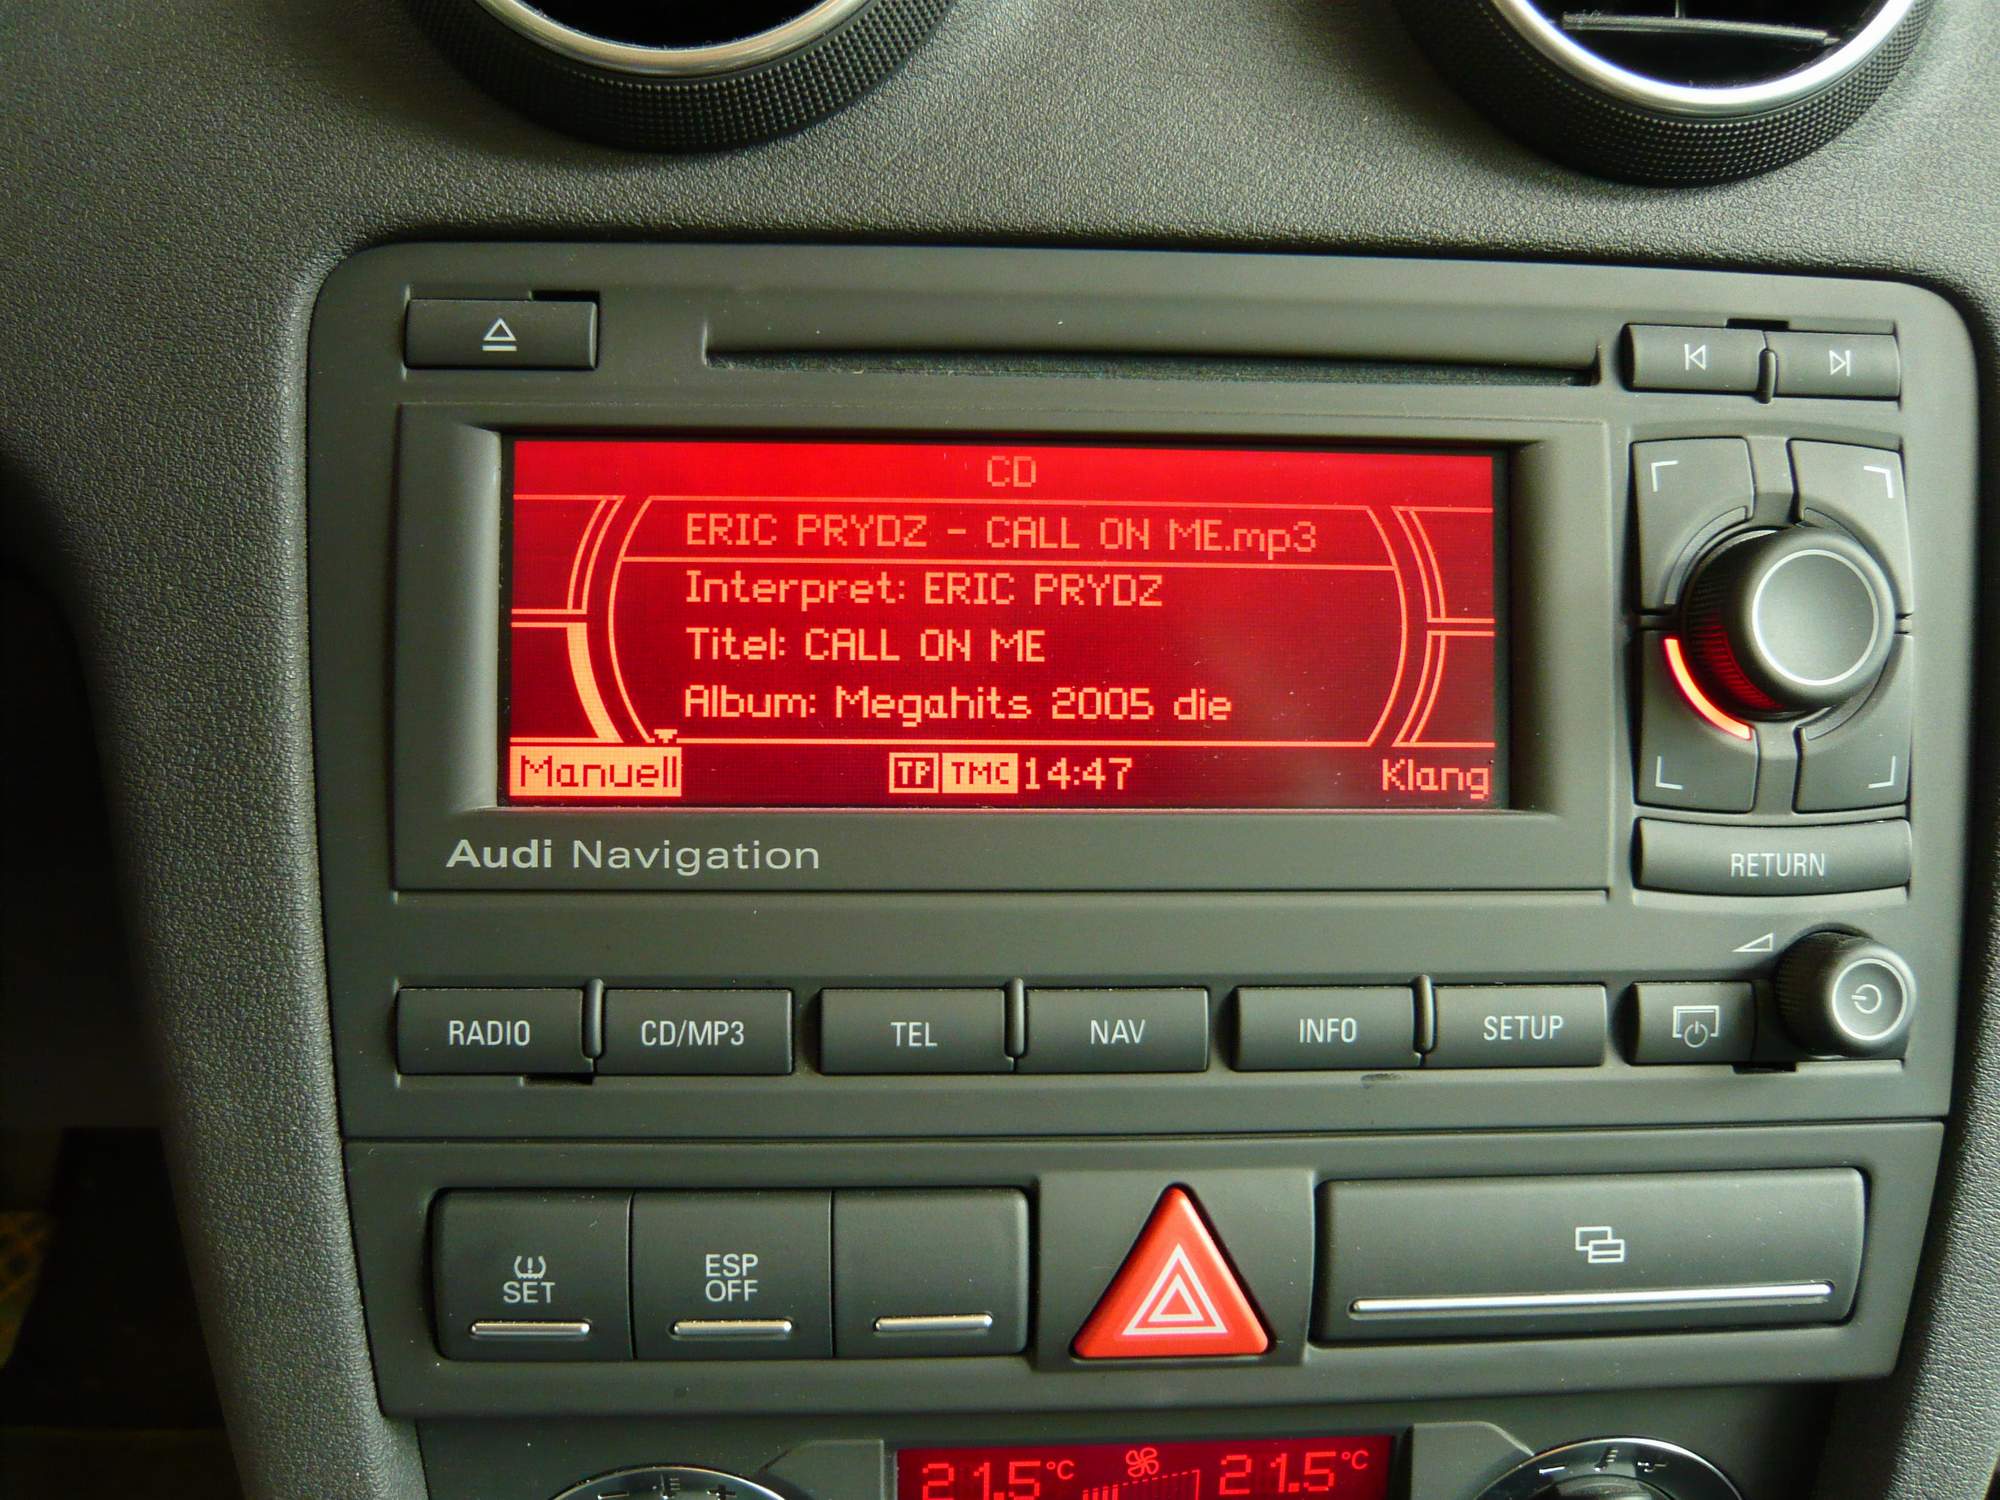 CD
ERIC PRYDZ - CALL ON ME.mp3
Interpret: ERIC PRYDZ
Titel: CALL ON ME
Album: Megahits 2005 die
Manuell TP TMC 14:47 Klang
Audi Navigation
RETURN
RADIO CD/MP3 TEL NAV INFO SETUP
SET
ESP
OFF
21.5°C 21.5°C